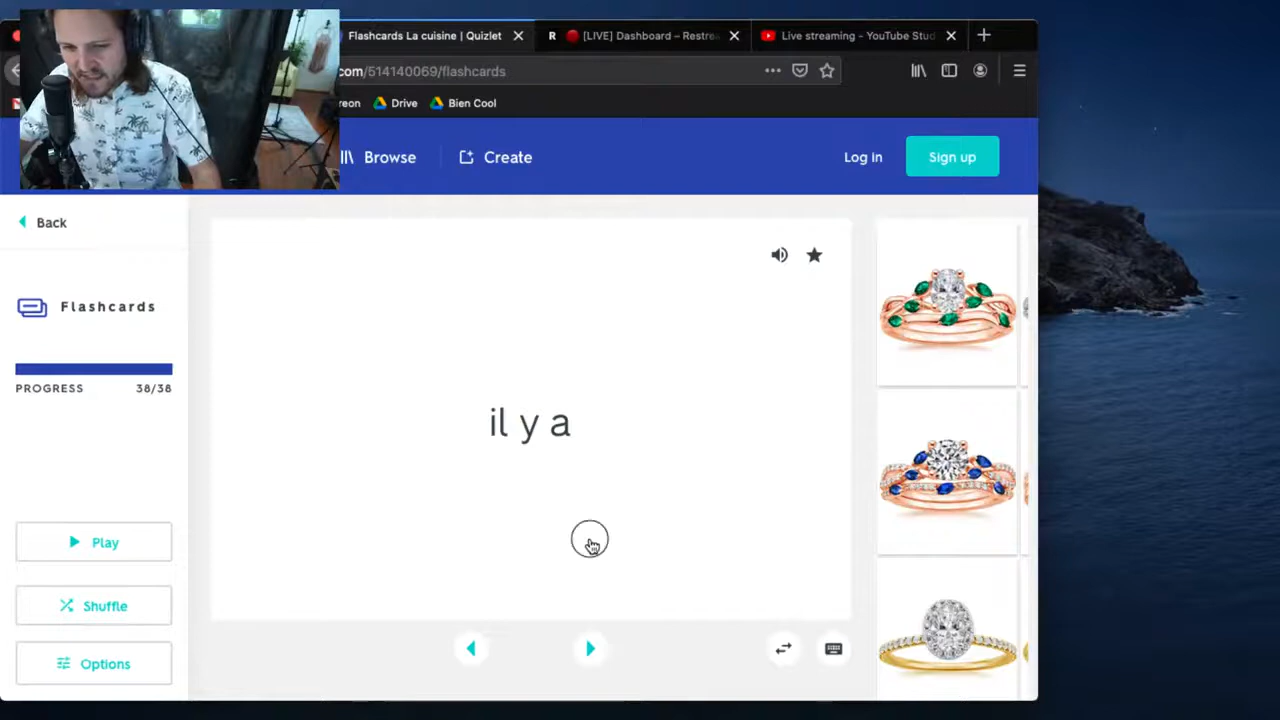 Flashcards La cuisine | Quizlet
R [LIVE] Dashboard – Restrea
Live streaming - YouTube Stud
com/514140069/flashcards
reon
Drive
Bien Cool
Browse
Create
Log in
Sign up
Back
Flashcards
PROGRESS 38/38
il y a
Play
Shuffle
Options